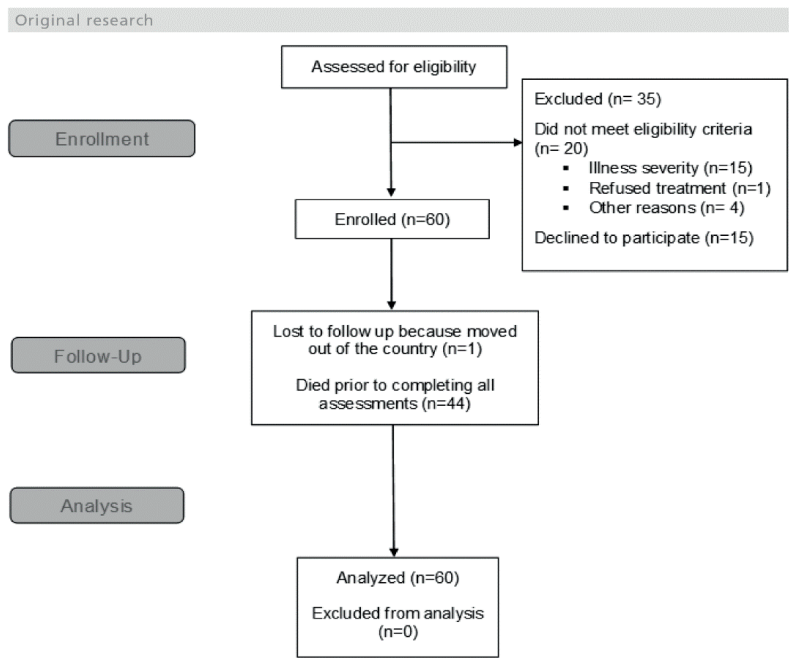 Original research
Assessed for eligibility
Excluded (n= 35)
Did not meet eligibility criteria
(n= 20)
▪ Illness severity (n=15)
▪ Refused treatment (n=1)
▪ Other reasons (n= 4)
Declined to participate (n=15)
Enrollment
Enrolled (n=60)
Follow-Up
Lost to follow up because moved
out of the country (n=1)
Died prior to completing all
assessments (n=44)
Analysis
Analyzed (n=60)
Excluded from analysis
(n=0)